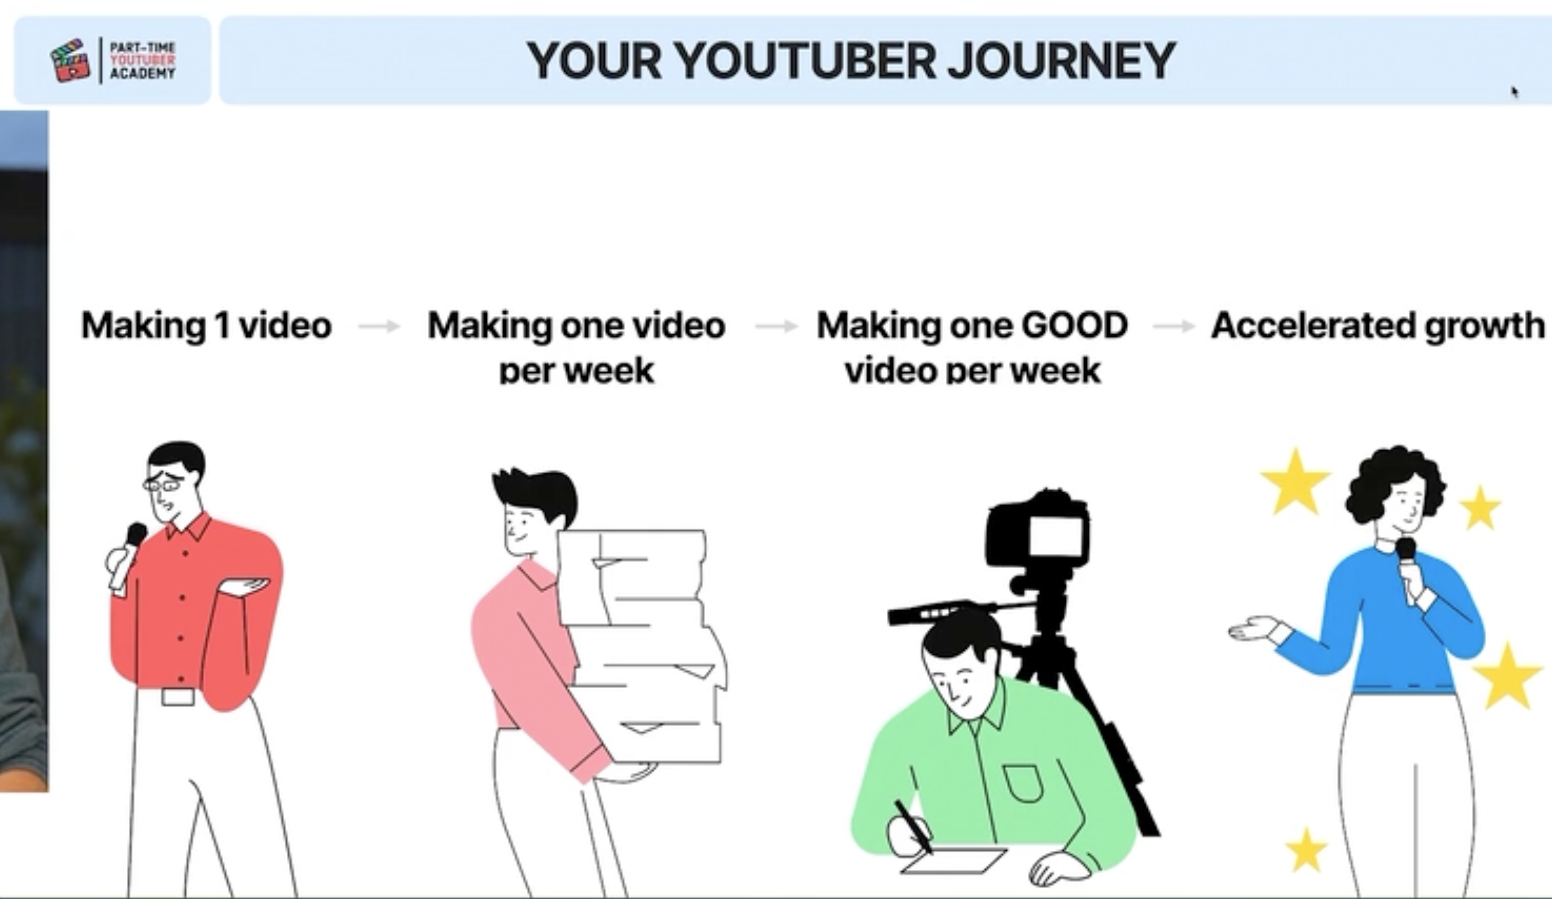 PART-TIME
YOUTUBER
ACADEMY
YOUR YOUTUBER JOURNEY
Making 1 video
Making one video
per week
Making one GOOD
video per week
Accelerated growth